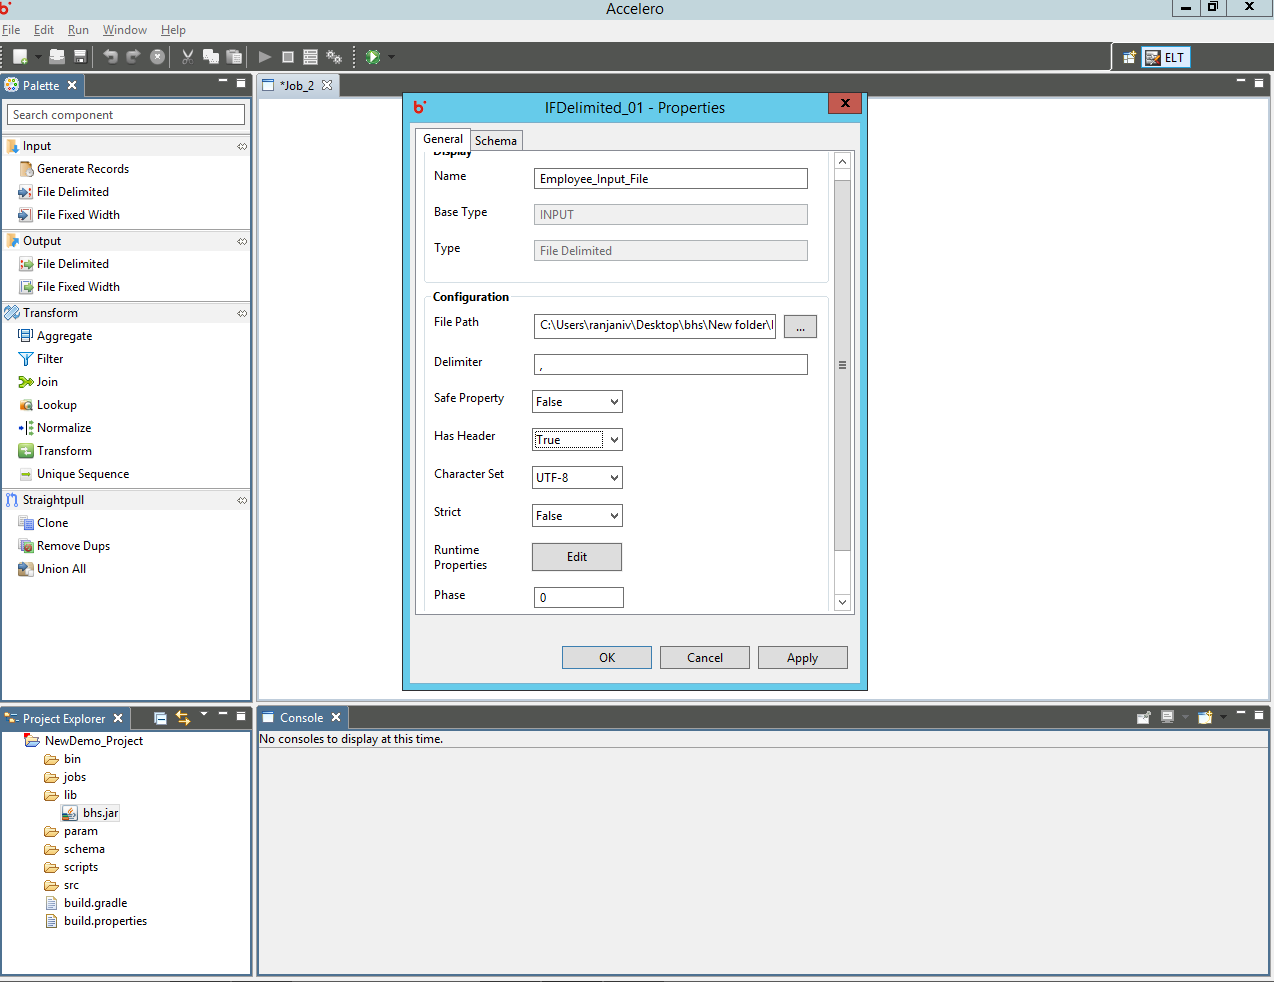 Accelero
File Edit Run Window Help
ELT
Palette
Search component
Input
Generate Records
File Delimited
File Fixed Width
Output
File Delimited
File Fixed Width
Transform
Aggregate
Filter
Join
Lookup
Normalize
Transform
Unique Sequence
Straightpull
Clone
Remove Dups
Union All
*Job_2
IFDelimited_01 - Properties
General Schema
Display
Name Employee_Input_File
Base Type INPUT
Type File Delimited
Configuration
File Path C:\Users\ranjaniv\Desktop\bhs\New folder\ ...
Delimiter ,
Safe Property False
Has Header True
Character Set UTF-8
Strict False
Runtime
Properties Edit
Phase 0
OK Cancel Apply
Project Explorer
NewDemo_Project
bin
jobs
lib
bhs.jar
param
schema
scripts
src
build.gradle
build.properties
Console
No consoles to display at this time.